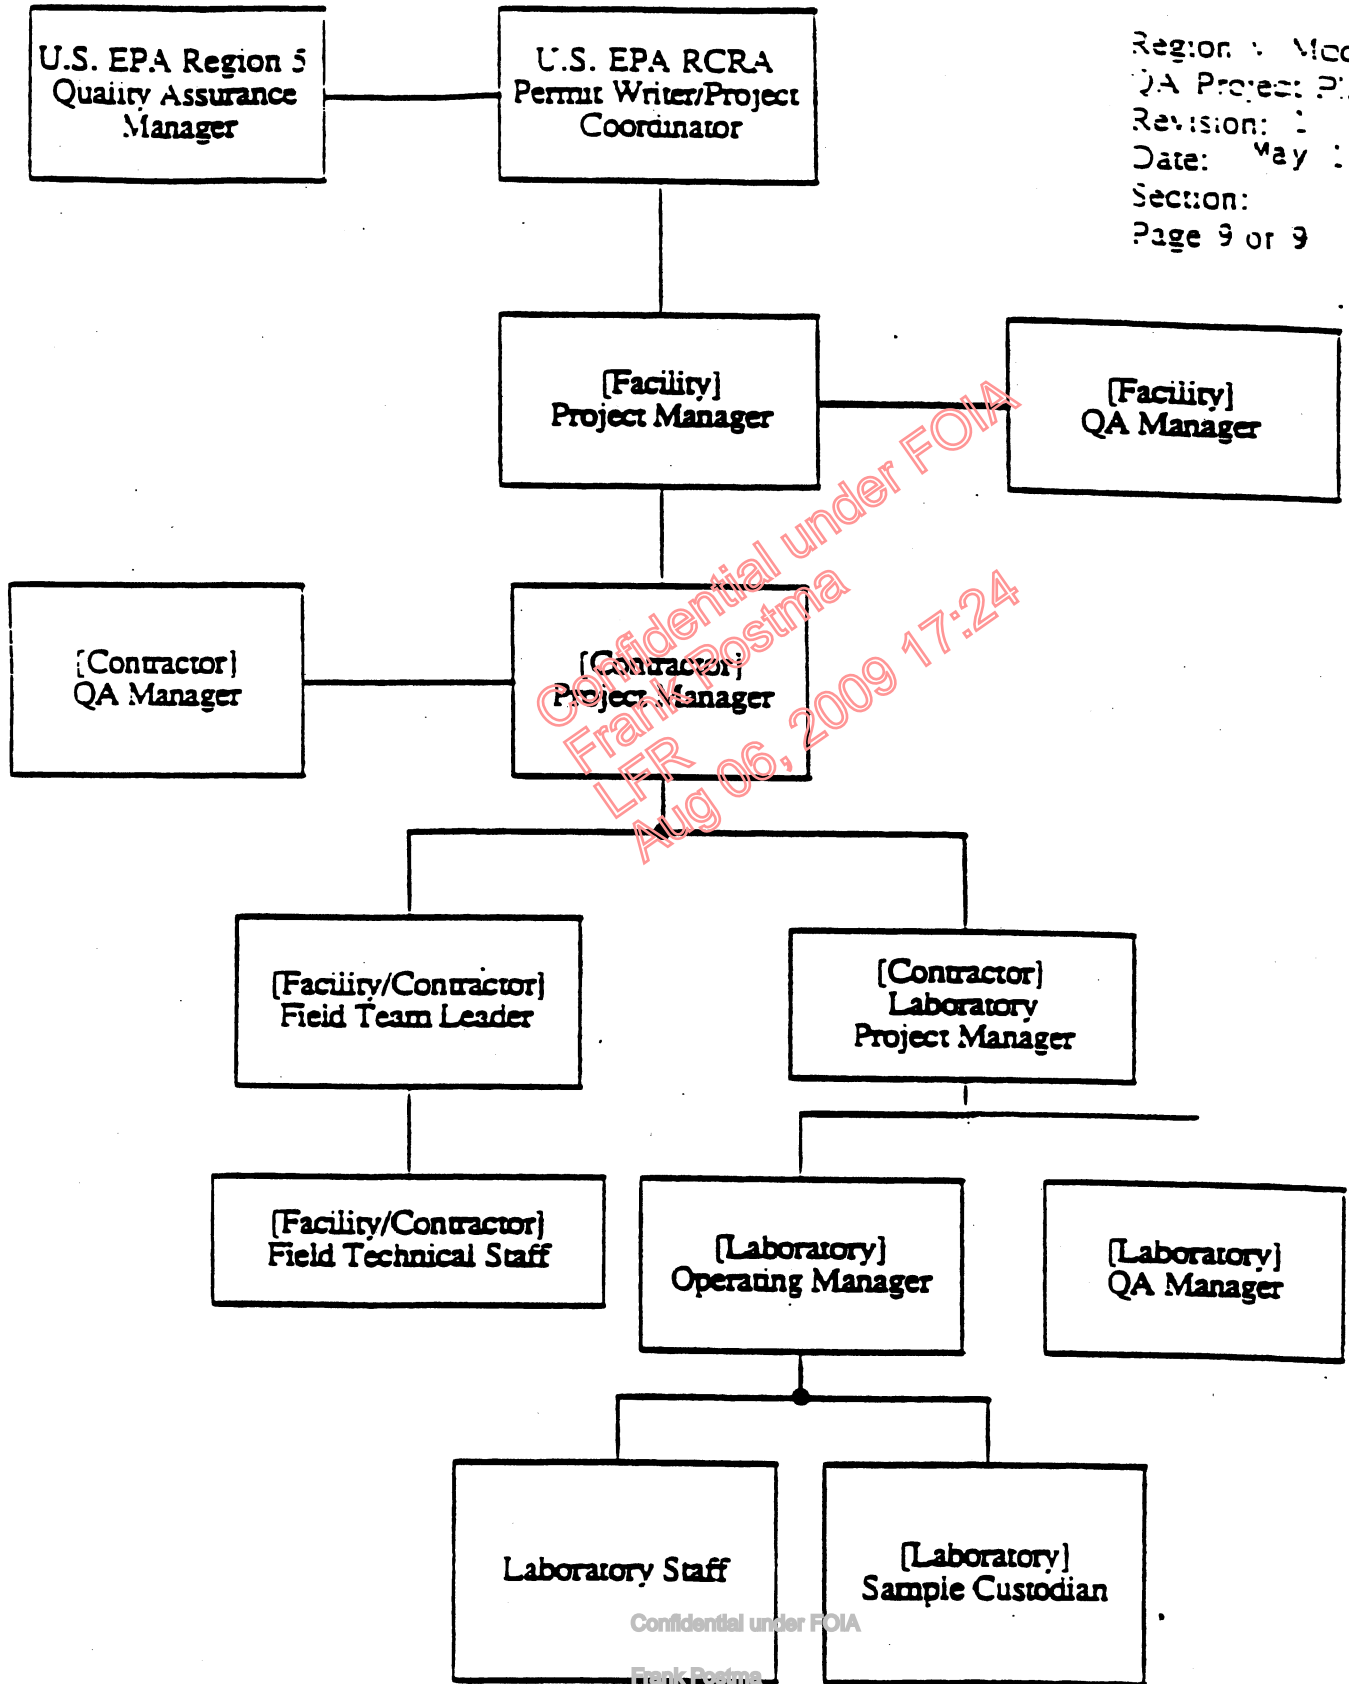 U.S. EPA Region 5
Quality Assurance
Manager
U.S. EPA RCRA
Permit Writer/Project
Coordinator
Region V
QA Project
Revision:
Date: May
Section:
Page 9 of 9
[Facility]
Project Manager
[Facility]
QA Manager
[Contractor]
QA Manager
[Contractor]
Project Manager
Confidential under FOIA
Frank Postma
LFR
Aug 06, 2009 17:24
[Facility/Contractor]
Field Team Leader
[Contractor]
Laboratory
Project Manager
[Facility/Contractor]
Field Technical Staff
[Laboratory]
Operating Manager
[Laboratory]
QA Manager
Laboratory Staff
[Laboratory]
Sample Custodian
Confidential under FOIA
Frank Postma